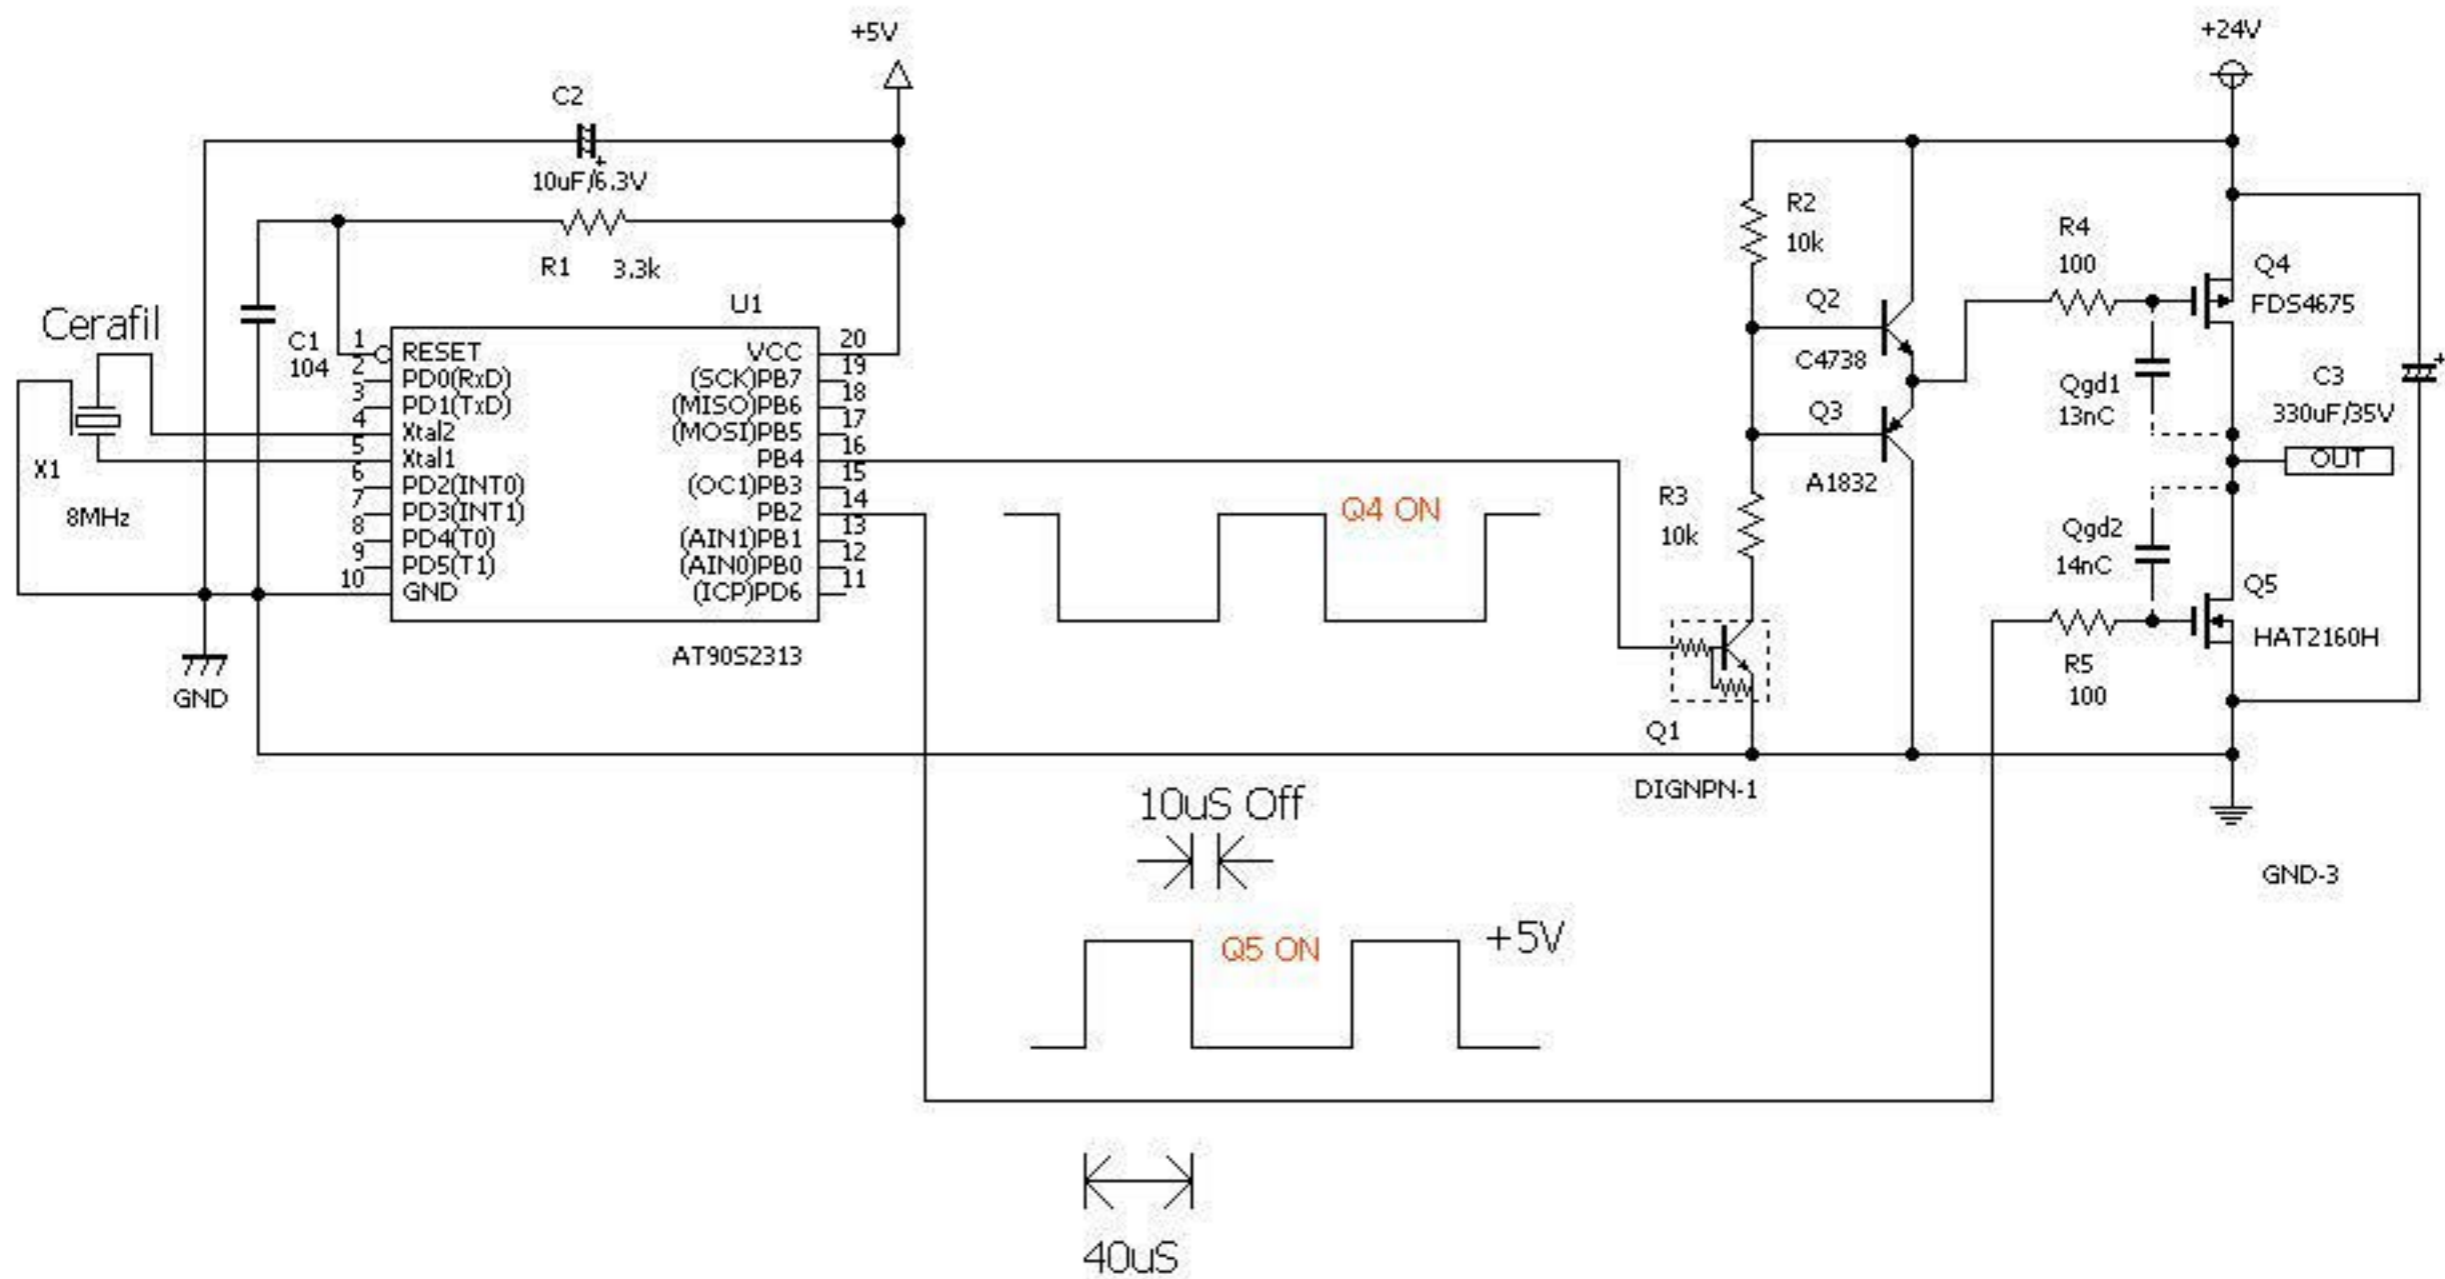 +5V
+24V
C2
10uF/6.3V
R1
3.3k
R2
10k
R4
100
Q4
FDS4675
Q2
C4738
Q3
A1832
Qgd1
13nC
C3
330uF/35V
+
OUT
Cerafil
C1
104
U1
X1
8MHz
1
RESET
VCC
20
2
PD0(RxD)
(SCK)PB7
19
3
PD1(TxD)
(MISO)PB6
18
4
Xtal2
(MOSI)PB5
17
5
Xtal1
PB4
16
6
PD2(INT0)
(OC1)PB3
15
7
PD3(INT1)
PB2
14
8
PD4(T0)
(AIN1)PB1
13
9
PD5(T1)
(AIN0)PB0
12
10
GND
(ICP)PD6
11
AT90S2313
GND
Q4 ON
R3
10k
Qgd2
14nC
Q5
HAT2160H
R5
100
Q1
DIGNPN-1
10uS Off
GND-3
Q5 ON
+5V
40uS